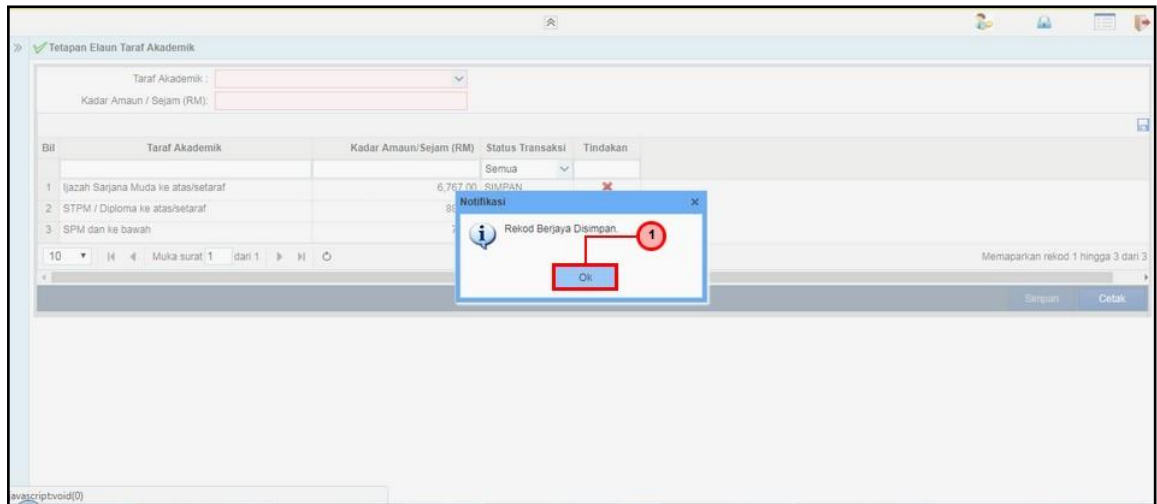 Tetapan Elaun Taraf Akademik
Taraf Akademik :
Kadar Amaun / Sejam (RM):
Bil Taraf Akademik Kadar Amaun/Sejam (RM) Status Transaksi Tindakan
Semua
1 Ijazah Sarjana Muda ke atas/setaraf 6,767.00 SIMPAN
2 STPM / Diploma ke atas/setaraf
3 SPM dan ke bawah
Notifikasi
Rekod Berjaya Disimpan.
1
Ok
10 Muka surat 1 dari 1 Memaparkan rekod 1 hingga 3 dari 3
Simpan Cetak
avascript:void(0)